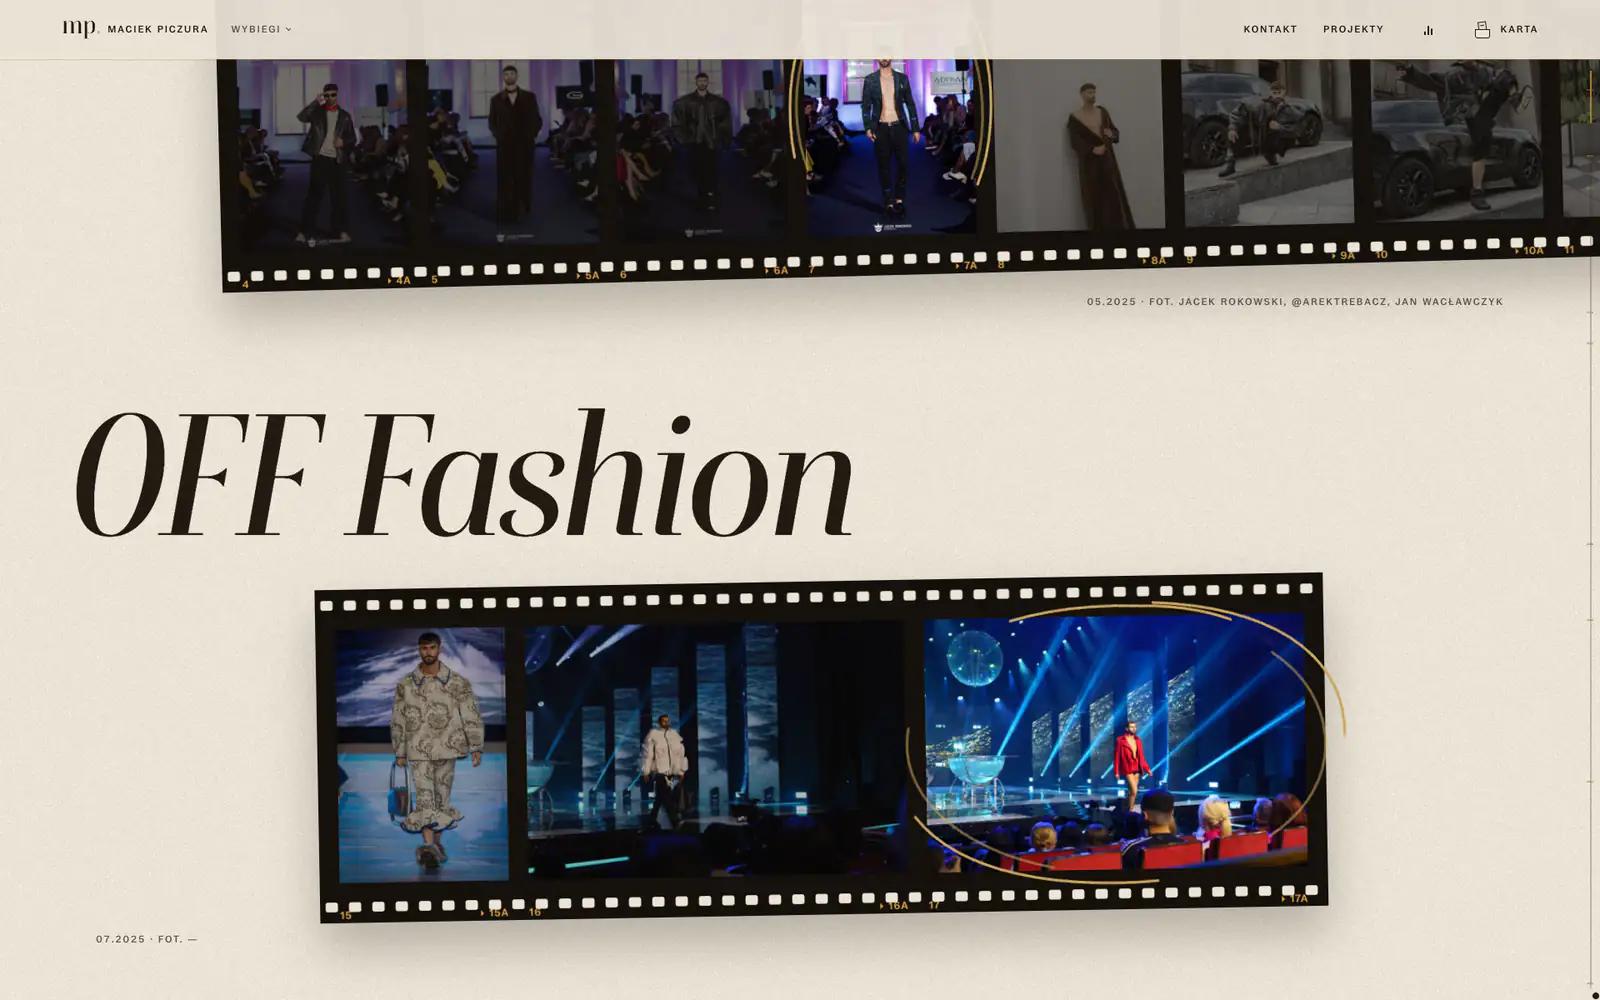 mp. MACIEK PICZURA WYBIEGI KONTAKT PROJEKTY KARTA
4 4A 5 5A 6 6A 7 7A 8 8A 9 9A 10 10A 11
05.2025 · FOT. JACEK ROKOWSKI, @AREKTREBACZ, JAN WACŁAWCZYK
OFF Fashion
15 15A 16 16A 17 17A
07.2025 · FOT. —